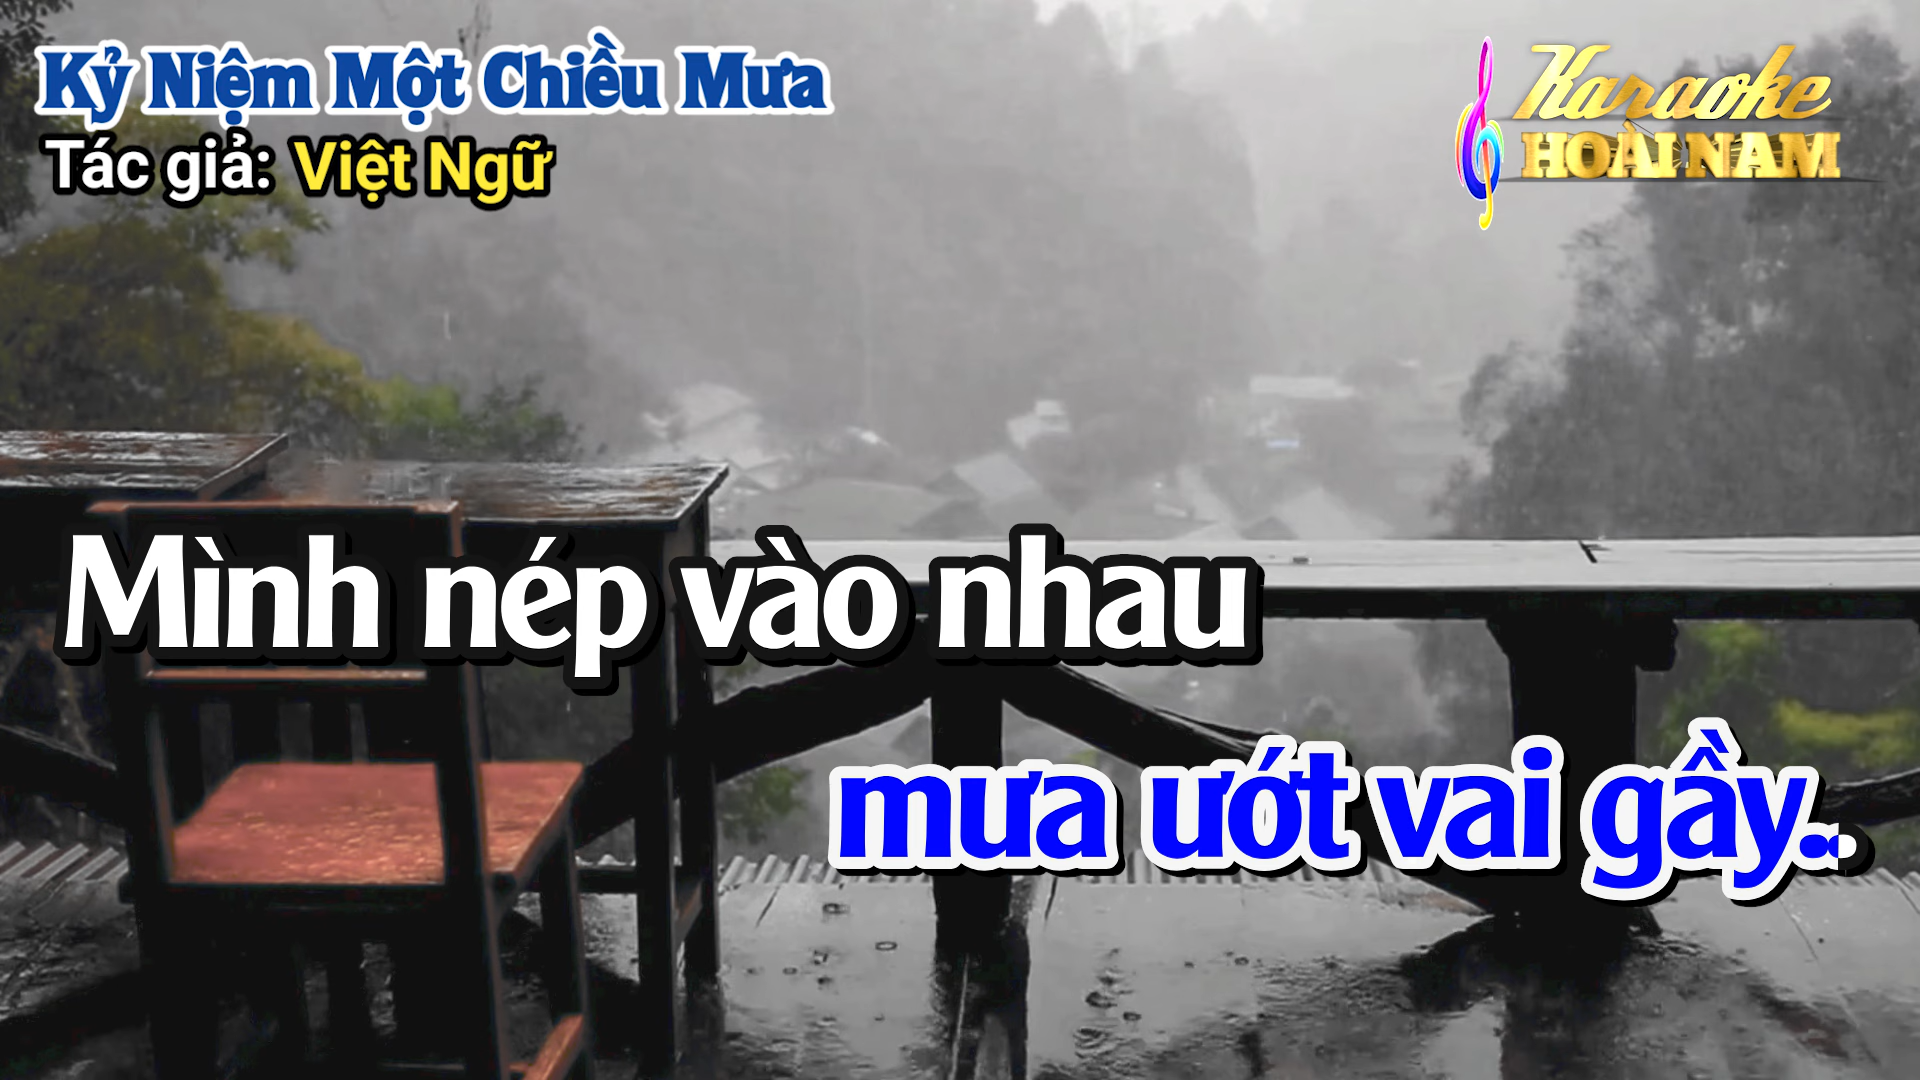 Kỷ Niệm Một Chiều Mưa
Tác giả: Việt Ngữ
Karaoke
HOÀI NAM
Mình nép vào nhau
mưa ướt vai gầy..